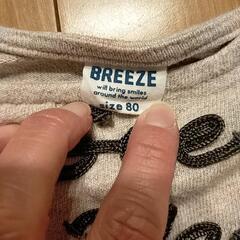 BREEZE
will bring smiles
around the world
size 80